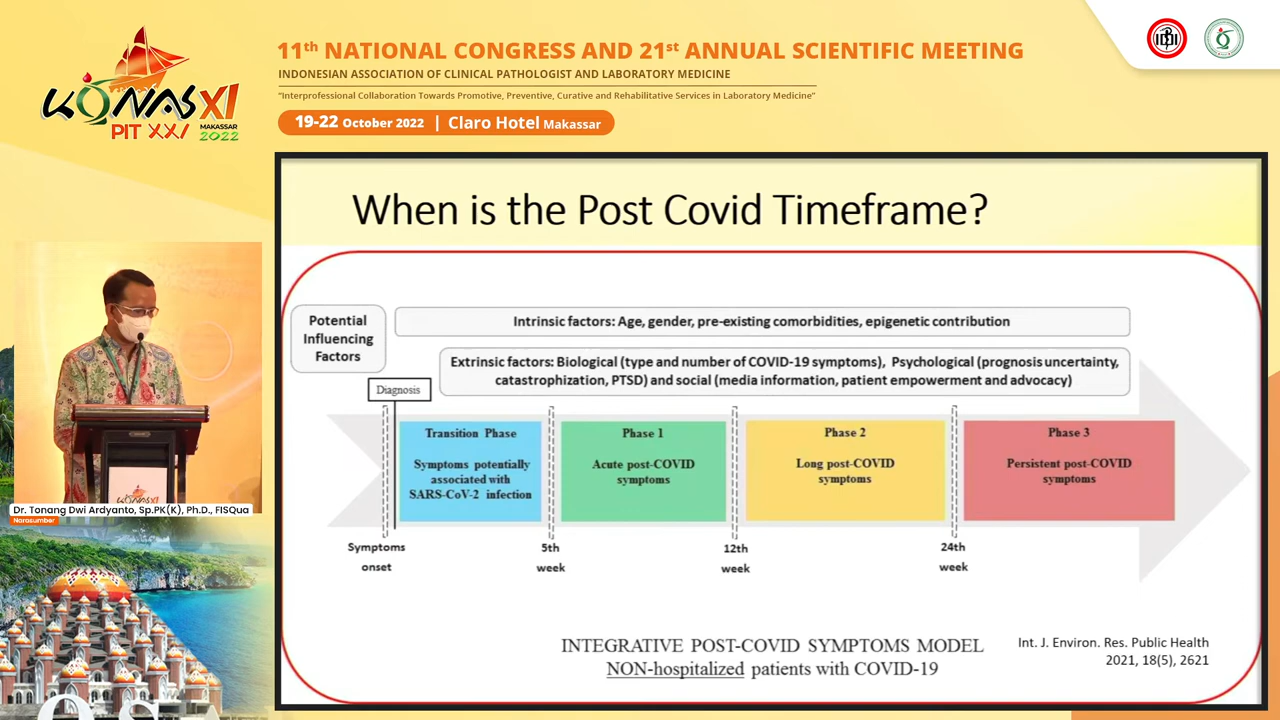 11th NATIONAL CONGRESS AND 21st ANNUAL SCIENTIFIC MEETING
INDONESIAN ASSOCIATION OF CLINICAL PATHOLOGIST AND LABORATORY MEDICINE
"Interprofessional Collaboration Towards Promotive, Preventive, Curative and Rehabilitative Services in Laboratory Medicine"
19-22 October 2022 | Claro Hotel Makassar
KONAS XI
PIT XXI MAKASSAR
2022
IDI
When is the Post Covid Timeframe?
Potential
Influencing
Factors
Intrinsic factors: Age, gender, pre-existing comorbidities, epigenetic contribution
Extrinsic factors: Biological (type and number of COVID-19 symptoms), Psychological (prognosis uncertainty,
catastrophization, PTSD) and social (media information, patient empowerment and advocacy)
Diagnosis
Transition Phase
Symptoms potentially
associated with
SARS-CoV-2 infection
Phase 1
Acute post-COVID
symptoms
Phase 2
Long post-COVID
symptoms
Phase 3
Persistent post-COVID
symptoms
Symptoms
onset
5th
week
12th
week
24th
week
INTEGRATIVE POST-COVID SYMPTOMS MODEL
NON-hospitalized patients with COVID-19
Int. J. Environ. Res. Public Health
2021, 18(5), 2621
KONAS XI
Dr. Tonang Dwi Ardyanto, Sp.PK(K), Ph.D., FISQua
Narasumber